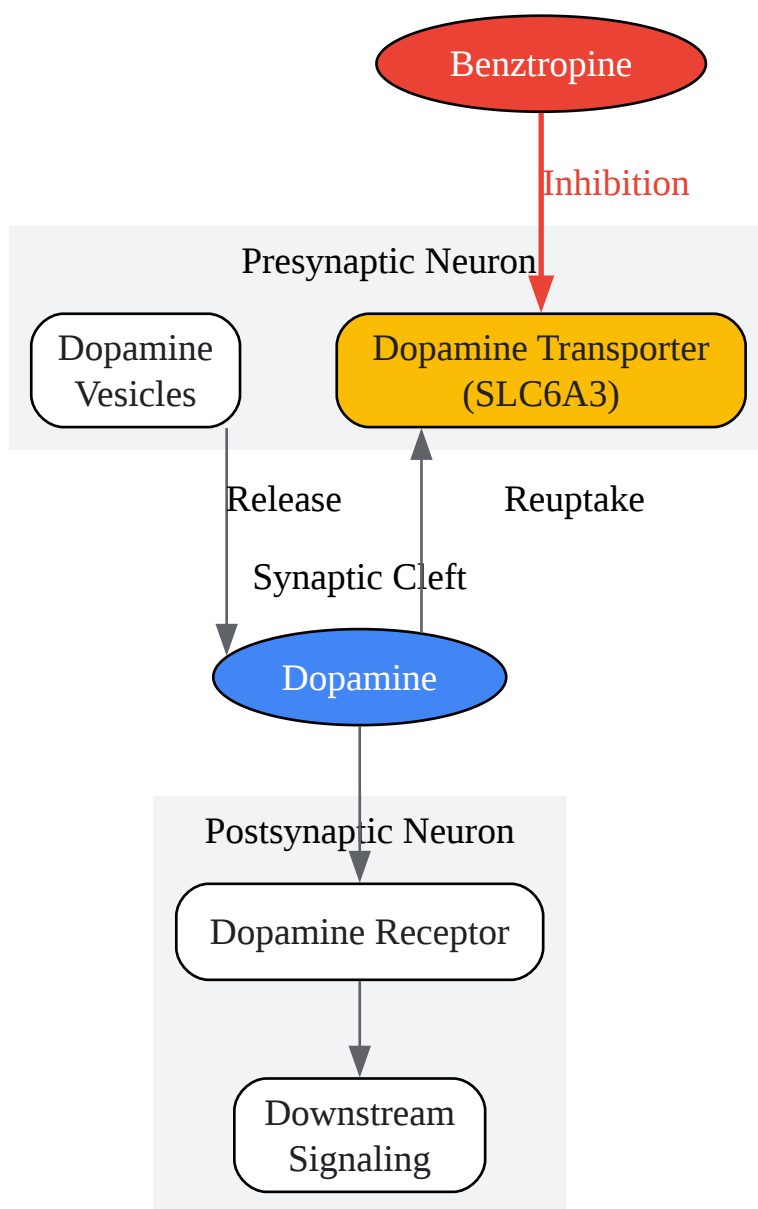 Benztropine
Inhibition
Presynaptic Neuron
Dopamine
Vesicles
Dopamine Transporter
(SLC6A3)
Release
Reuptake
Synaptic Cleft
Dopamine
Postsynaptic Neuron
Dopamine Receptor
Downstream
Signaling